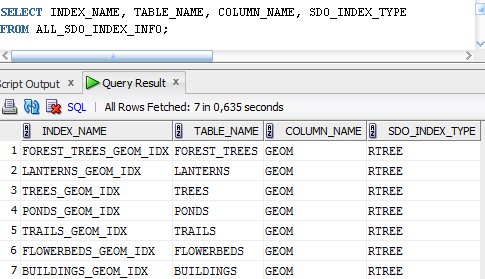 SELECT INDEX_NAME, TABLE_NAME, COLUMN_NAME, SDO_INDEX_TYPE
FROM ALL_SDO_INDEX_INFO;
Script Output x Query Result x
SQL | All Rows Fetched: 7 in 0,635 seconds
INDEX_NAME TABLE_NAME COLUMN_NAME SDO_INDEX_TYPE
1 FOREST_TREES_GEOM_IDX FOREST_TREES GEOM RTREE
2 LANTERNS_GEOM_IDX LANTERNS GEOM RTREE
3 TREES_GEOM_IDX TREES GEOM RTREE
4 PONDS_GEOM_IDX PONDS GEOM RTREE
5 TRAILS_GEOM_IDX TRAILS GEOM RTREE
6 FLOWERBEDS_GEOM_IDX FLOWERBEDS GEOM RTREE
7 BUILDINGS_GEOM_IDX BUILDINGS GEOM RTREE